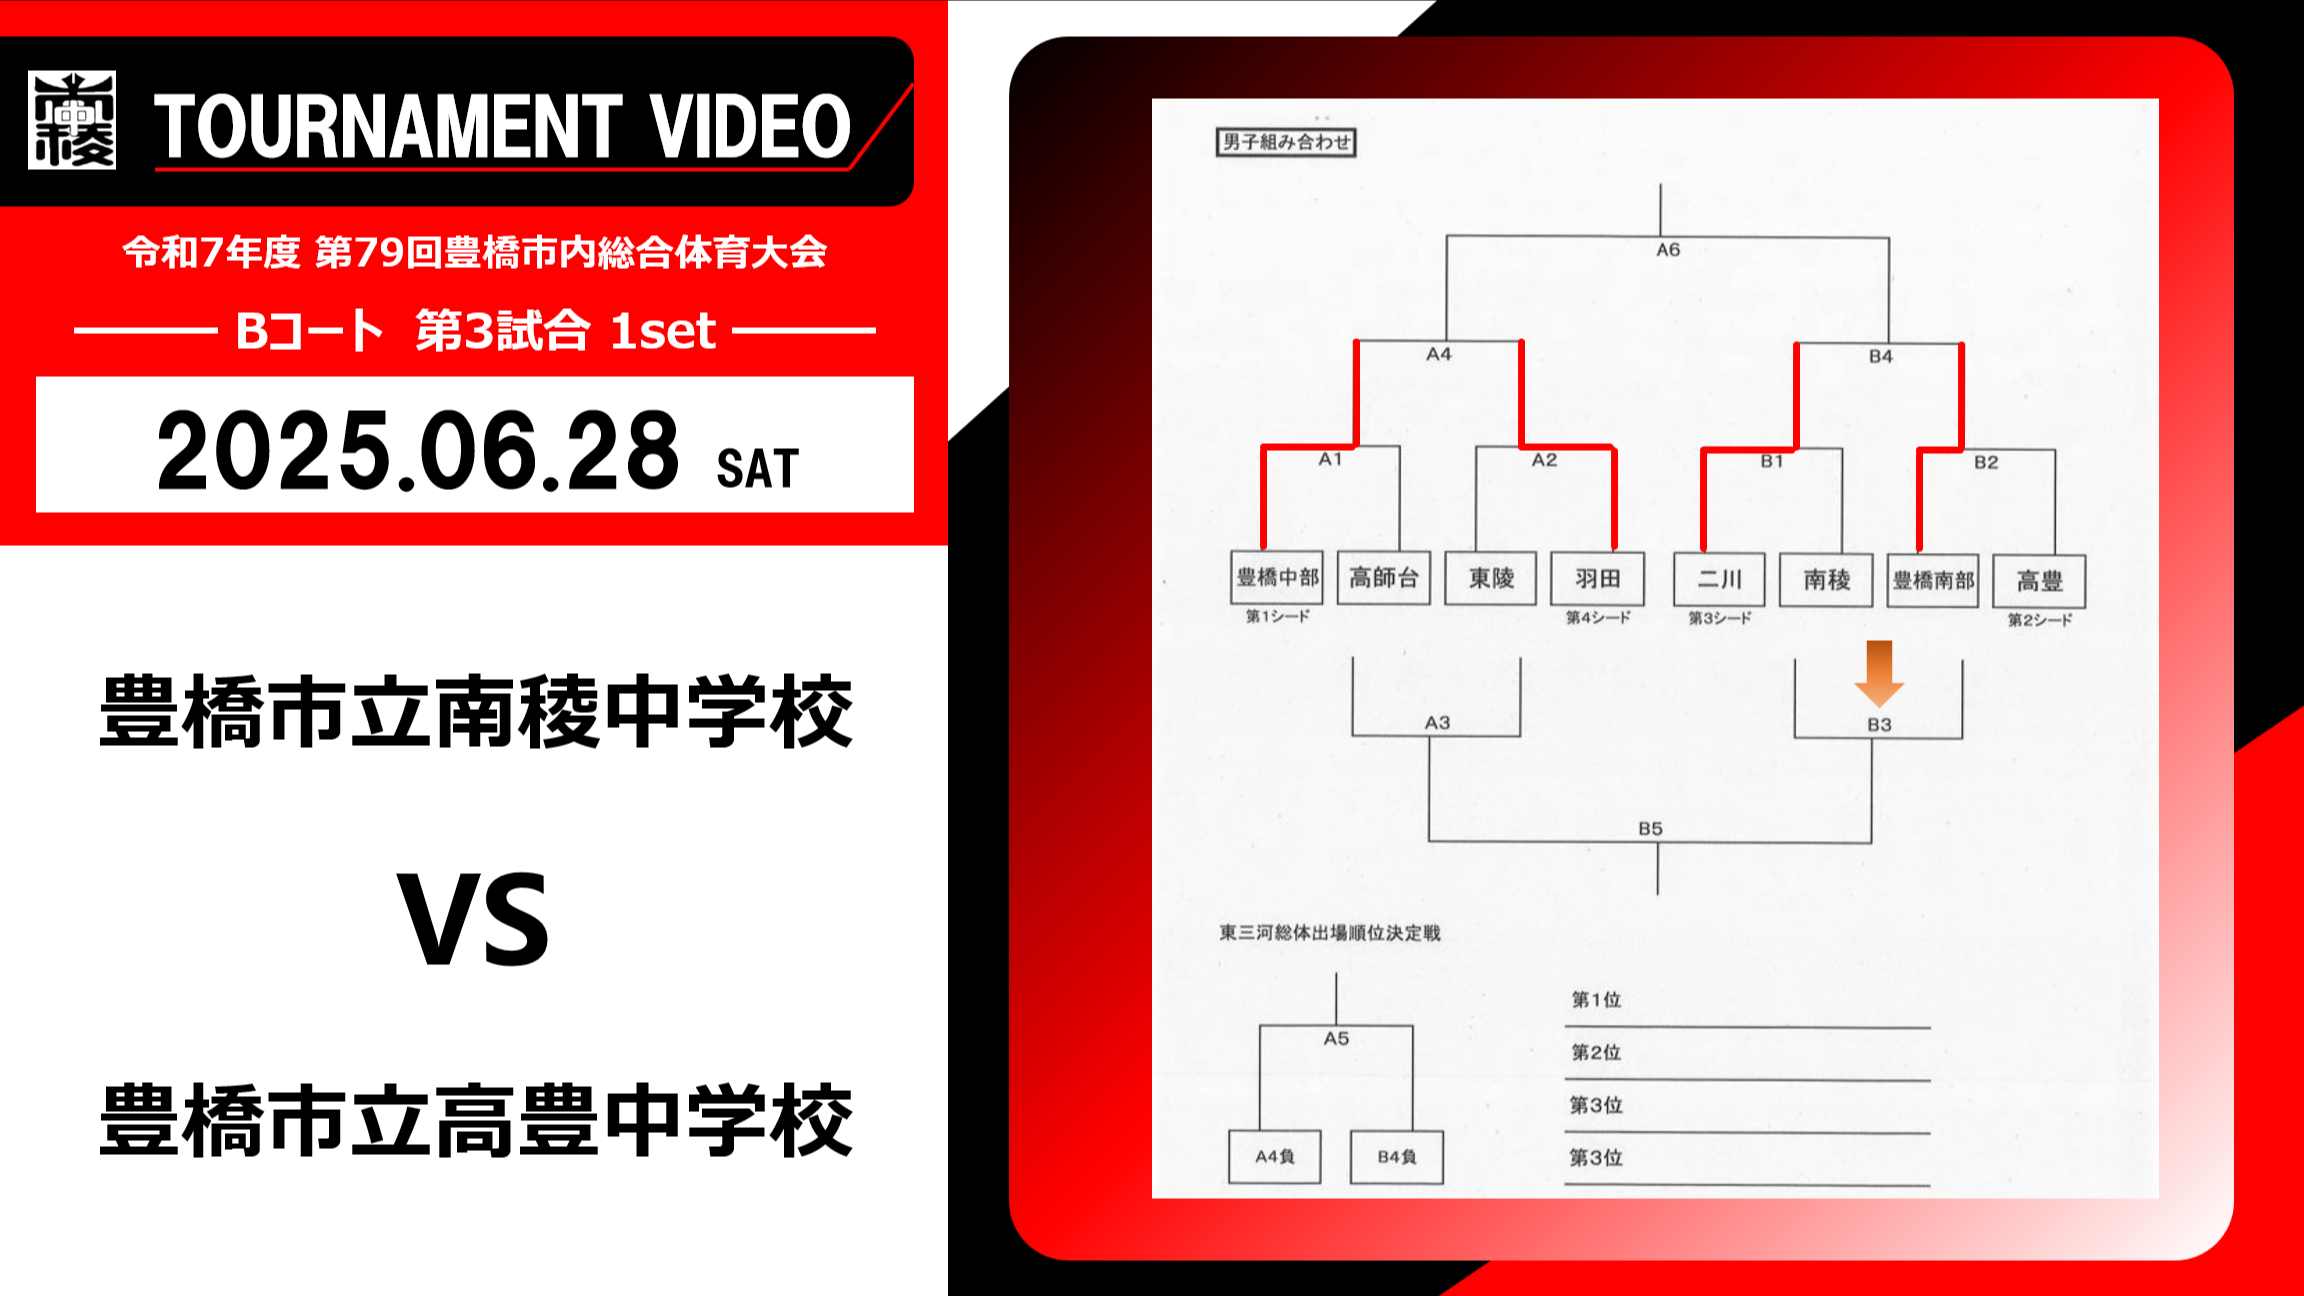 南中稜
TOURNAMENT VIDEO
令和7年度 第79回豊橋市内総合体育大会
Bコート 第3試合 1set
2025.06.28 SAT
豊橋市立南稜中学校
VS
豊橋市立高豊中学校
男子組み合わせ
A6
A4 B4
A1 A2 B1 B2
豊橋中部 高師台 東陵 羽田 二川 南稜 豊橋南部 高豊
第1シード 第4シード 第3シード 第2シード
A3 B3
B5
東三河総体出場順位決定戦
A5
A4負 B4負
第1位
第2位
第3位
第3位